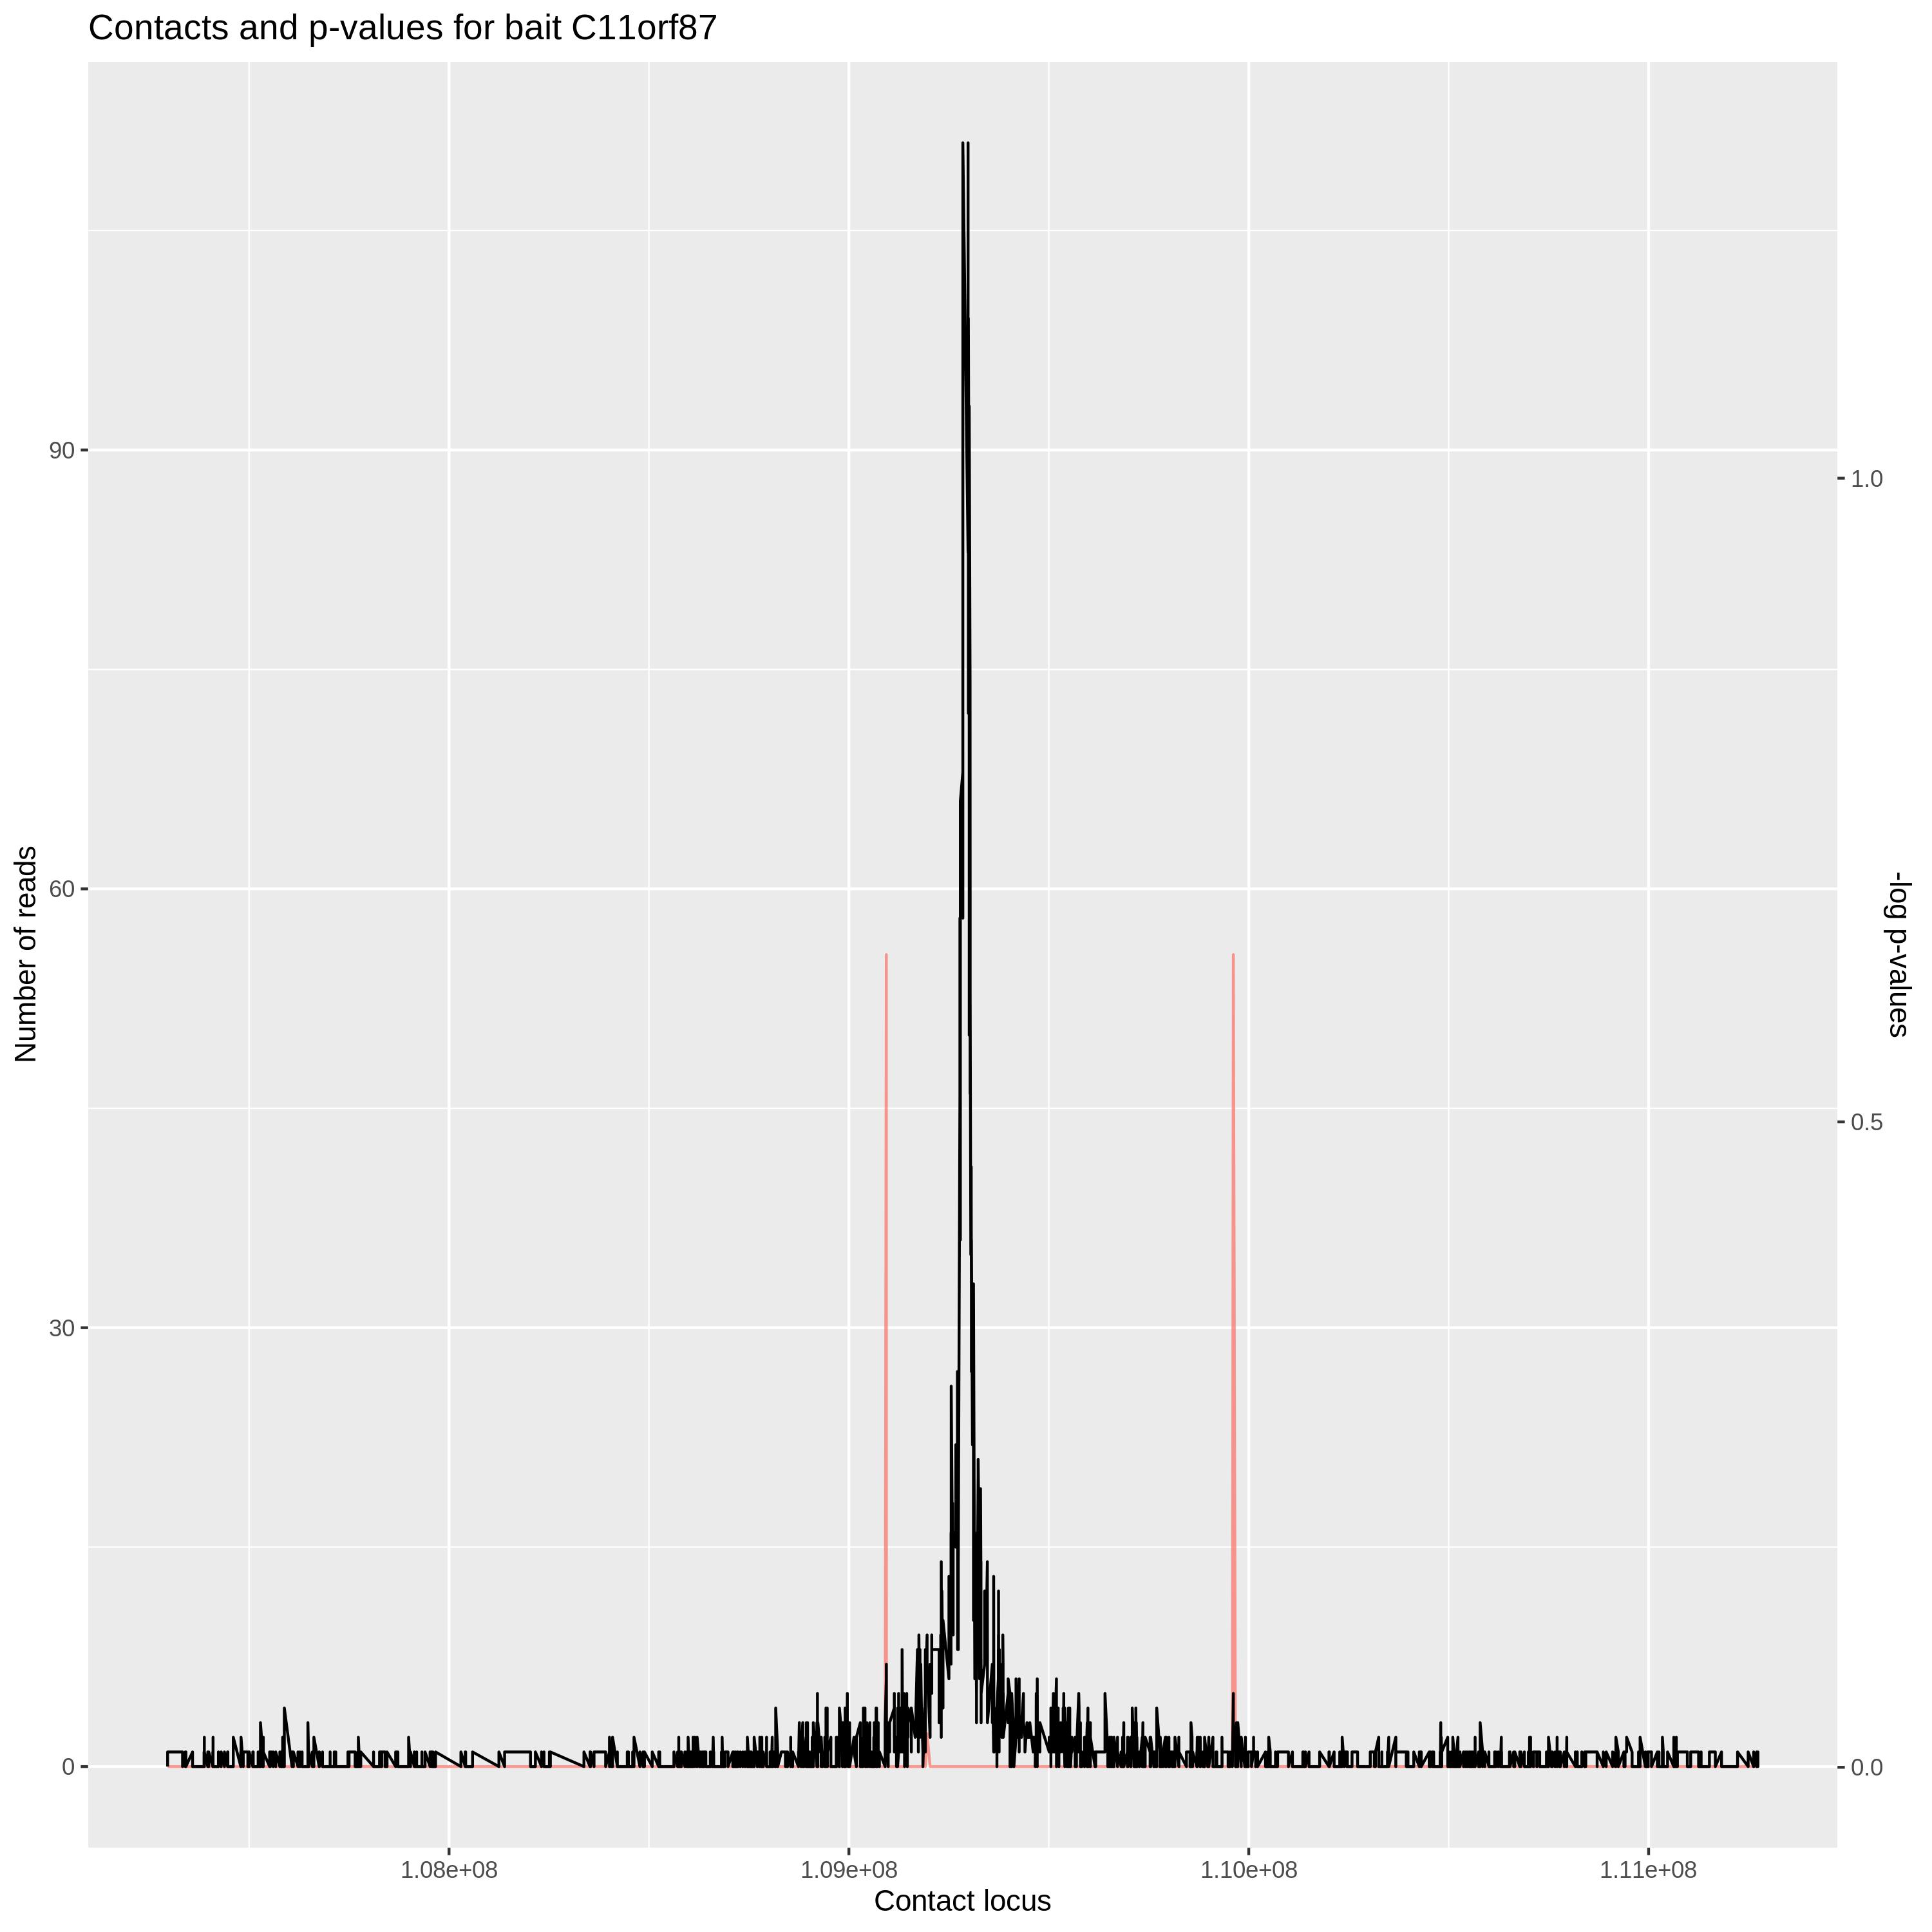 Contacts and p-values for bait C11orf87
90
60
30
0
1.0
0.5
0.0
Number of reads
-log p-values
1.08e+08
1.09e+08
1.10e+08
1.11e+08
Contact locus